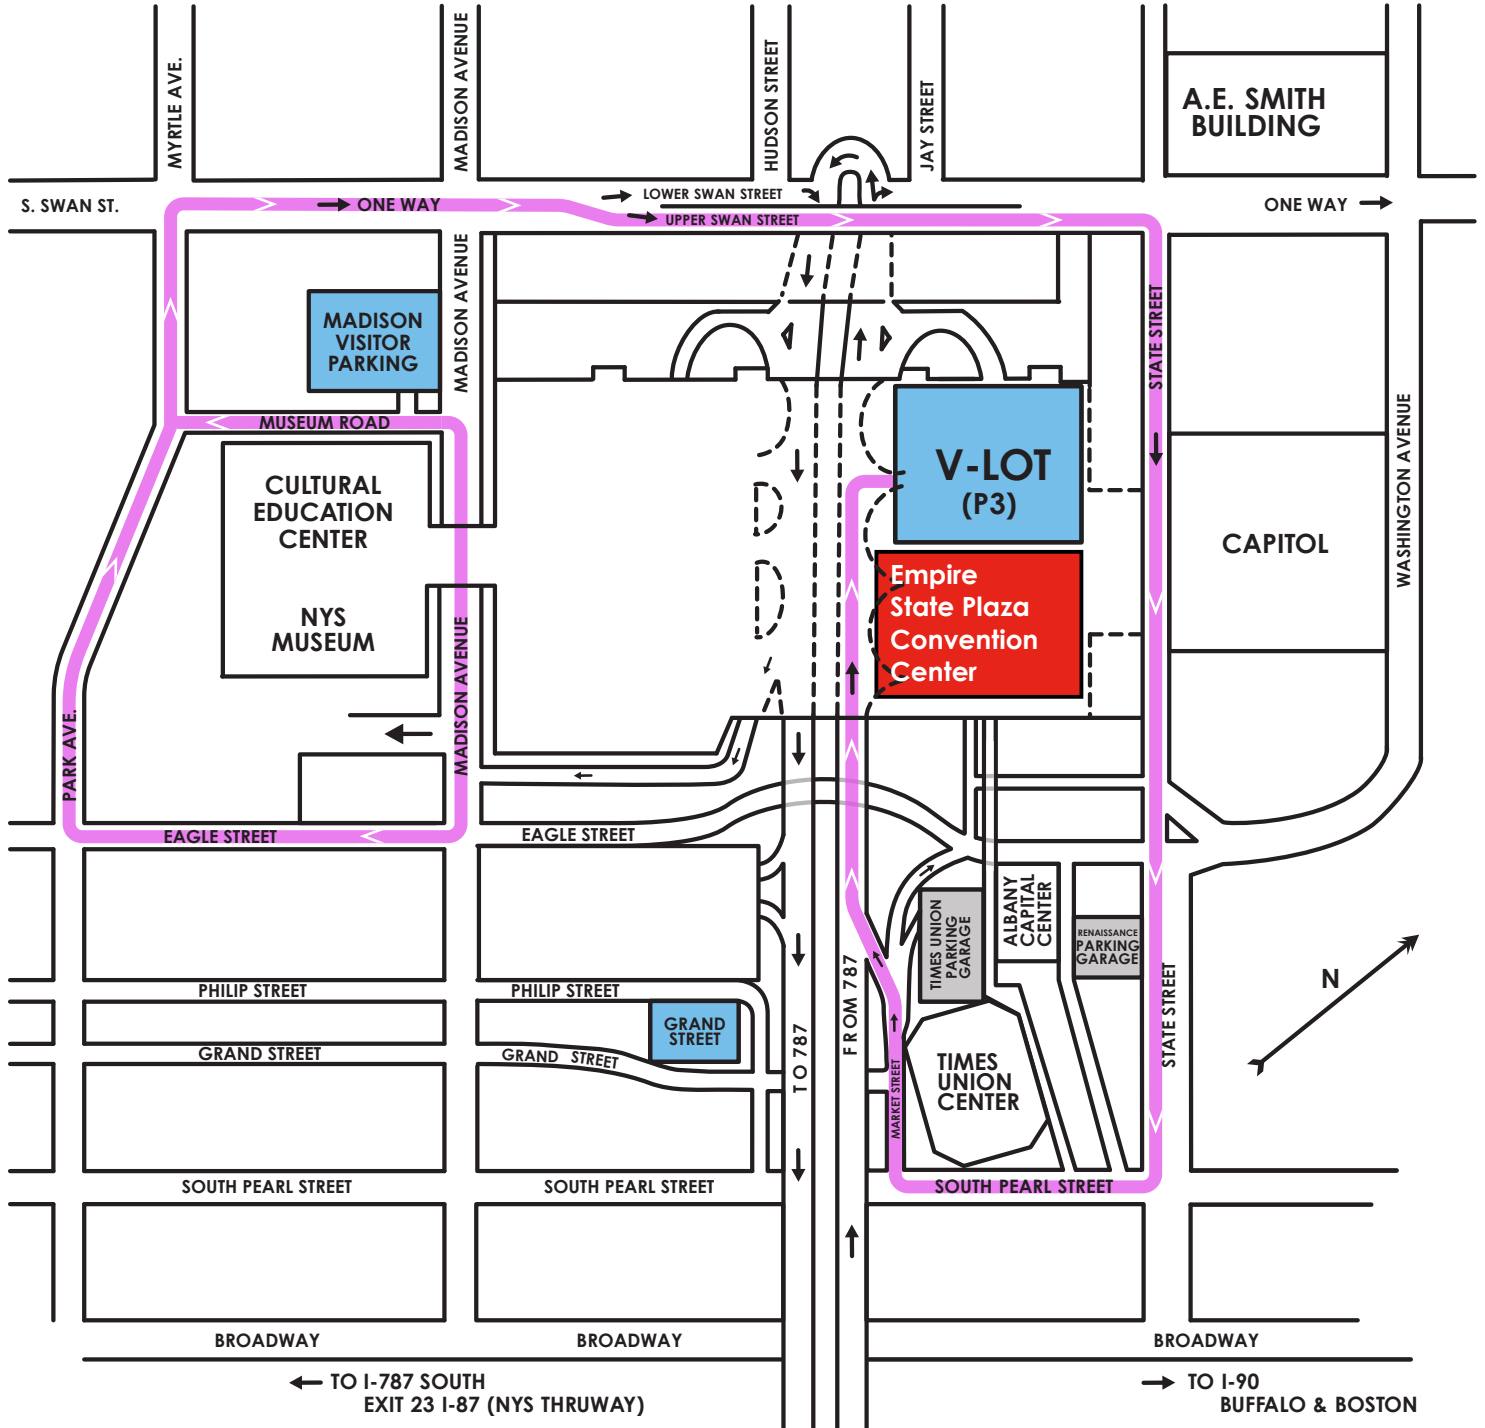 MYRTLE AVE.
MADISON AVENUE
HUDSON STREET
JAY STREET
A.E. SMITH
BUILDING
S. SWAN ST.
ONE WAY
LOWER SWAN STREET
UPPER SWAN STREET
ONE WAY
MADISON AVENUE
MADISON
VISITOR
PARKING
STATE STREET
MUSEUM ROAD
WASHINGTON AVENUE
V-LOT
(P3)
CULTURAL
EDUCATION
CENTER
NYS
MUSEUM
CAPITOL
Empire
State Plaza
Convention
Center
MADISON AVENUE
PARK AVE.
EAGLE STREET
EAGLE STREET
ALBANY
CAPITAL
CENTER
TIMES UNION
PARKING
GARAGE
RENAISSANCE
PARKING
GARAGE
PHILIP STREET
PHILIP STREET
GRAND
STREET
GRAND STREET
GRAND STREET
TO 787
FROM 787
MARKET STREET
TIMES
UNION
CENTER
STATE STREET
N
SOUTH PEARL STREET
SOUTH PEARL STREET
SOUTH PEARL STREET
BROADWAY
BROADWAY
BROADWAY
TO I-787 SOUTH
EXIT 23 I-87 (NYS THRUWAY)
TO I-90
BUFFALO & BOSTON